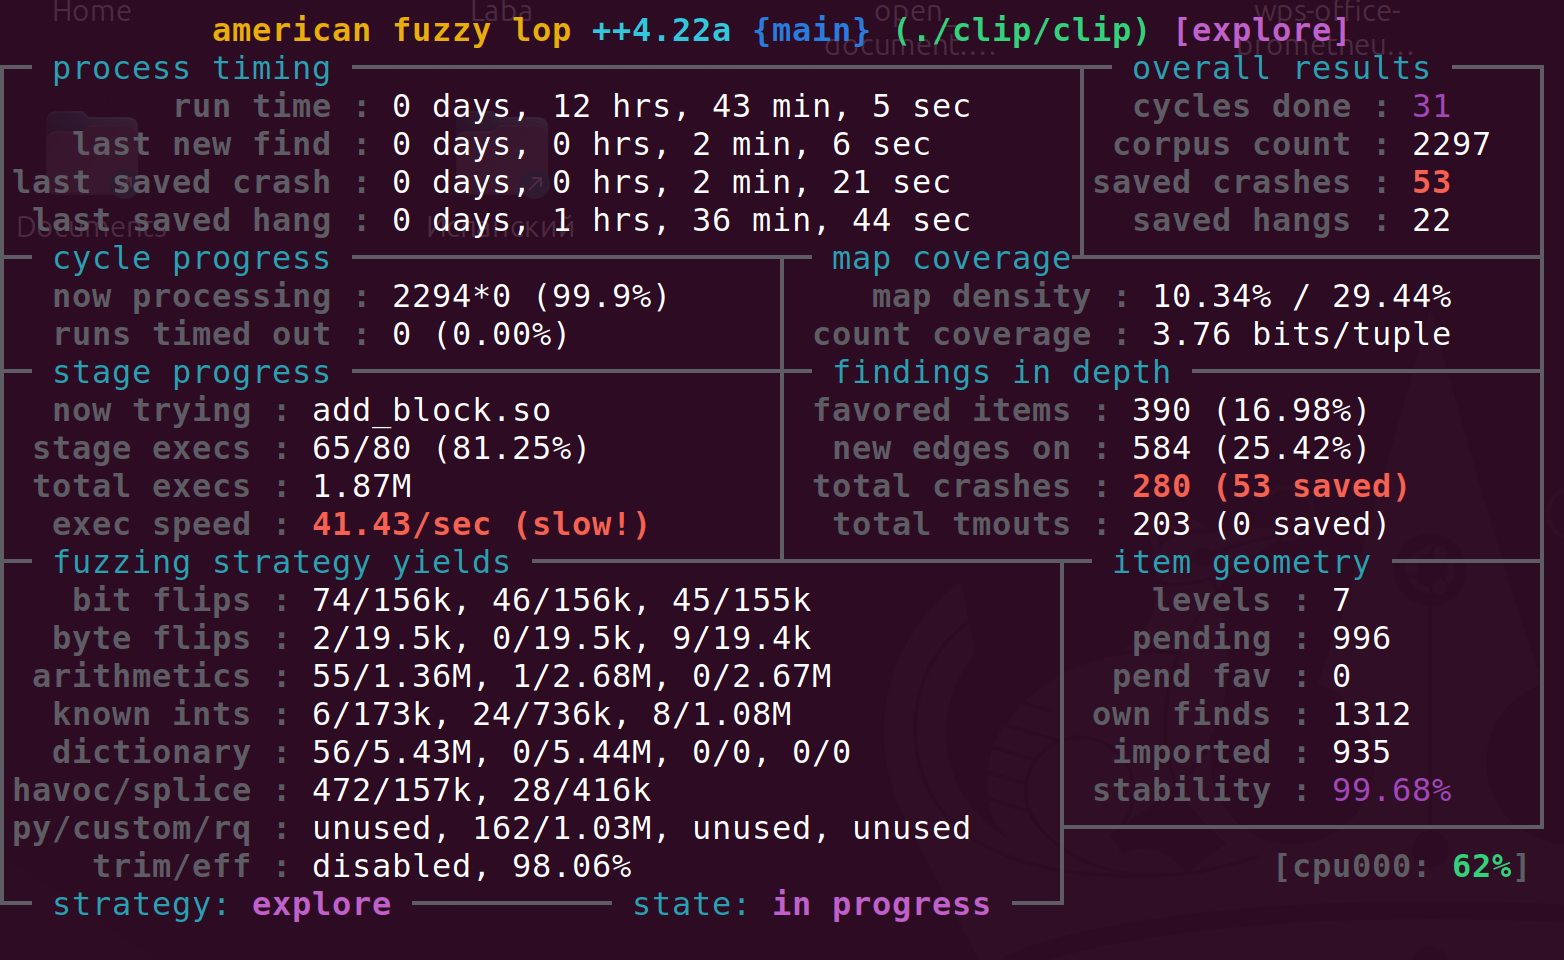 Home Laba open wps-office-
american fuzzy lop ++4.22a {main} (./clip/clip) [explore]
document.... prometheu...
process timing overall results
run time : 0 days, 12 hrs, 43 min, 5 sec cycles done : 31
last new find : 0 days, 0 hrs, 2 min, 6 sec corpus count : 2297
last saved crash : 0 days, 0 hrs, 2 min, 21 sec saved crashes : 53
last saved hang : 0 days, 1 hrs, 36 min, 44 sec saved hangs : 22
Documents Испанский
cycle progress map coverage
now processing : 2294*0 (99.9%) map density : 10.34% / 29.44%
runs timed out : 0 (0.00%) count coverage : 3.76 bits/tuple
stage progress findings in depth
now trying : add_block.so favored items : 390 (16.98%)
stage execs : 65/80 (81.25%) new edges on : 584 (25.42%)
total execs : 1.87M total crashes : 280 (53 saved)
exec speed : 41.43/sec (slow!) total tmouts : 203 (0 saved)
fuzzing strategy yields item geometry
bit flips : 74/156k, 46/156k, 45/155k levels : 7
byte flips : 2/19.5k, 0/19.5k, 9/19.4k pending : 996
arithmetics : 55/1.36M, 1/2.68M, 0/2.67M pend fav : 0
known ints : 6/173k, 24/736k, 8/1.08M own finds : 1312
dictionary : 56/5.43M, 0/5.44M, 0/0, 0/0 imported : 935
havoc/splice : 472/157k, 28/416k stability : 99.68%
py/custom/rq : unused, 162/1.03M, unused, unused
trim/eff : disabled, 98.06% [cpu000: 62%]
strategy: explore state: in progress